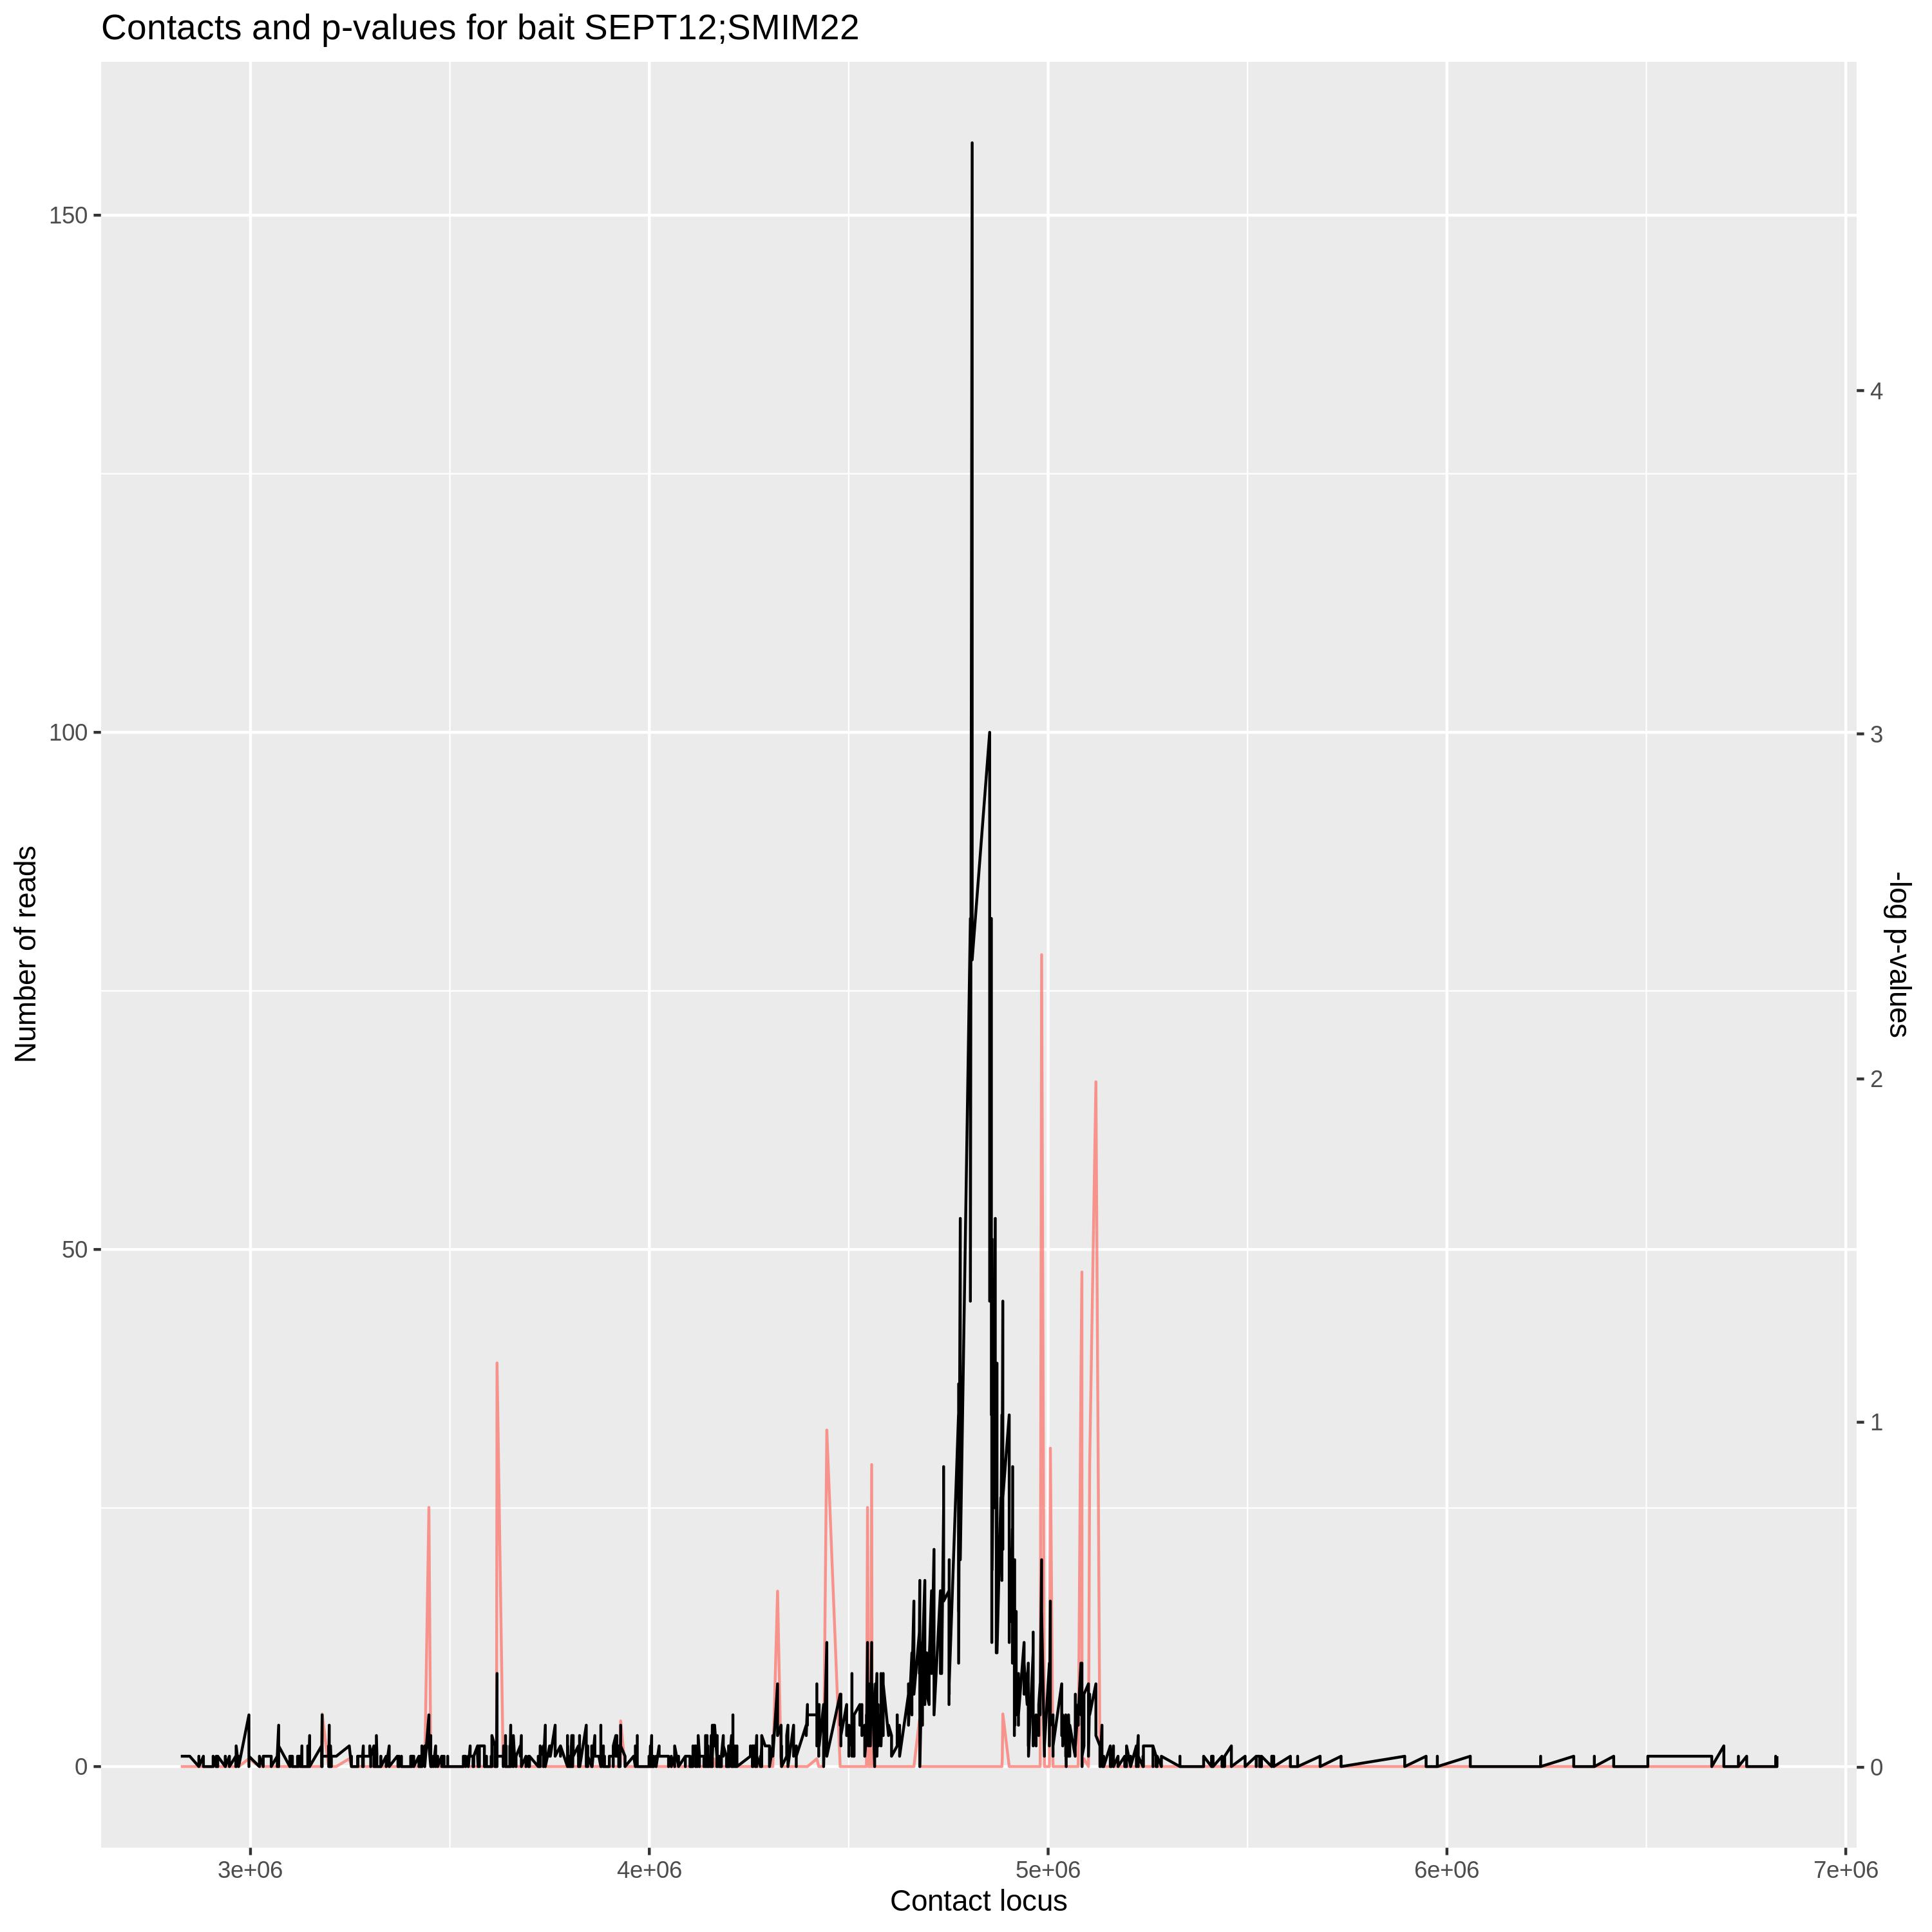 Contacts and p-values for bait SEPT12;SMIM22
150
100
50
0
Number of reads
4
3
2
1
0
-log p-values
3e+06 4e+06 5e+06 6e+06 7e+06
Contact locus